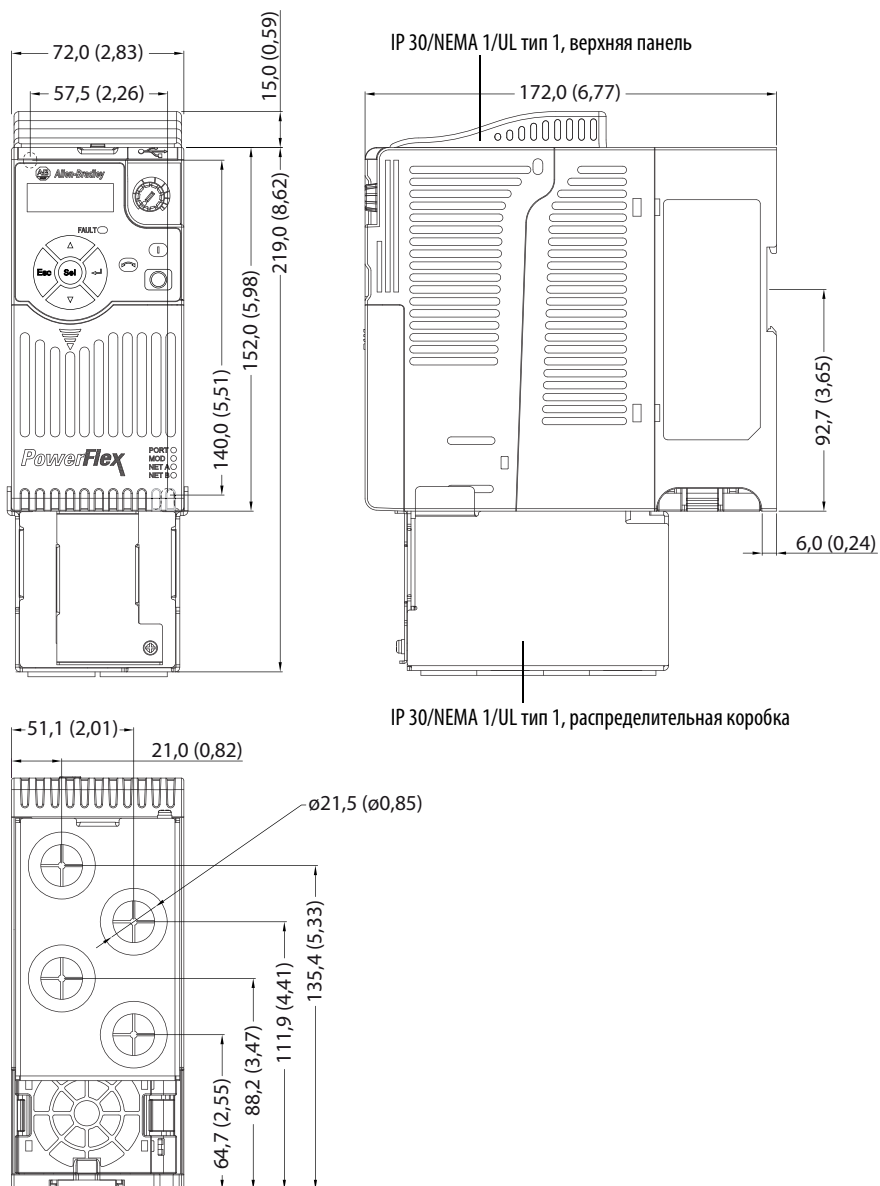 72,0 (2,83)
57,5 (2,26)
15,0 (0,59)
IP 30/NEMA 1/UL тип 1, верхняя панель
172,0 (6,77)
AB Allen-Bradley
FAULT
Esc
Sel
219,0 (8,62)
152,0 (5,98)
140,0 (5,51)
92,7 (3,65)
PowerFlex
PORT
MOD
NET A
NET B
6,0 (0,24)
IP 30/NEMA 1/UL тип 1, распределительная коробка
51,1 (2,01)
21,0 (0,82)
ø21,5 (ø0,85)
135,4 (5,33)
111,9 (4,41)
88,2 (3,47)
64,7 (2,55)